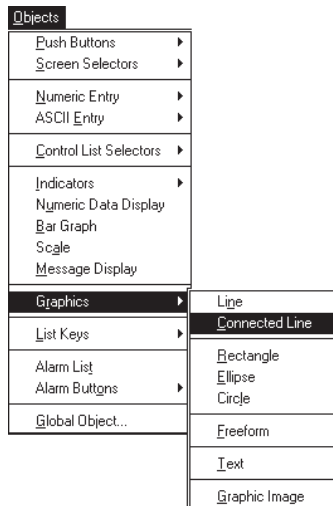 Objects
Push Buttons
Screen Selectors
Numeric Entry
ASCII Entry
Control List Selectors
Indicators
Numeric Data Display
Bar Graph
Scale
Message Display
Graphics
List Keys
Alarm List
Alarm Buttons
Global Object...
Line
Connected Line
Rectangle
Ellipse
Circle
Freeform
Text
Graphic Image